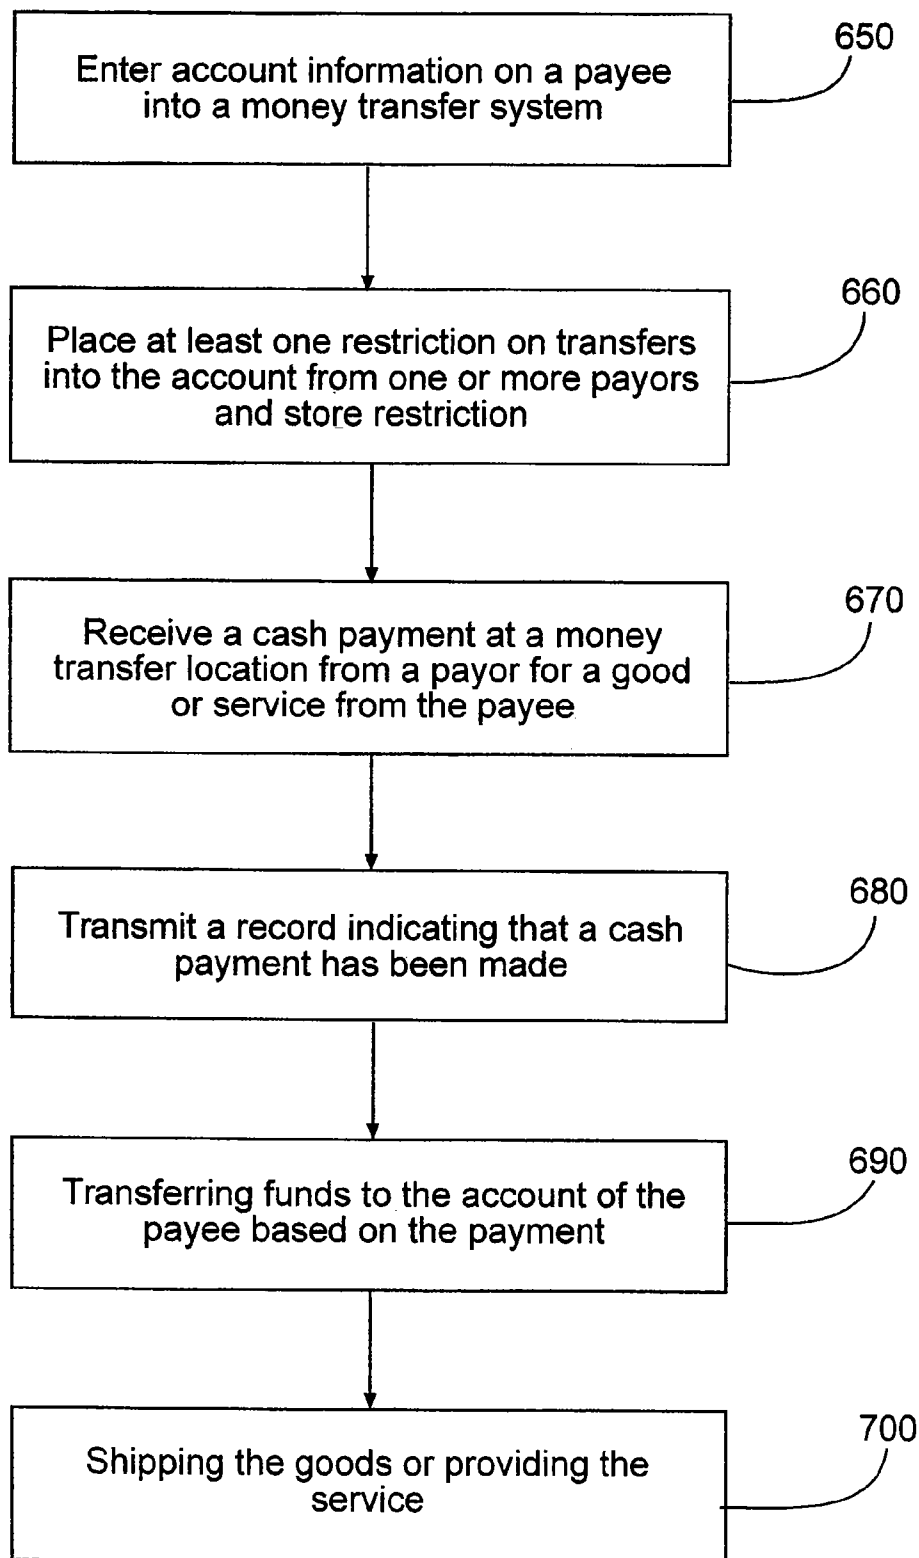 650
Enter account information on a payee
into a money transfer system
660
Place at least one restriction on transfers
into the account from one or more payors
and store restriction
670
Receive a cash payment at a money
transfer location from a payor for a good
or service from the payee
680
Transmit a record indicating that a cash
payment has been made
690
Transferring funds to the account of the
payee based on the payment
700
Shipping the goods or providing the
service